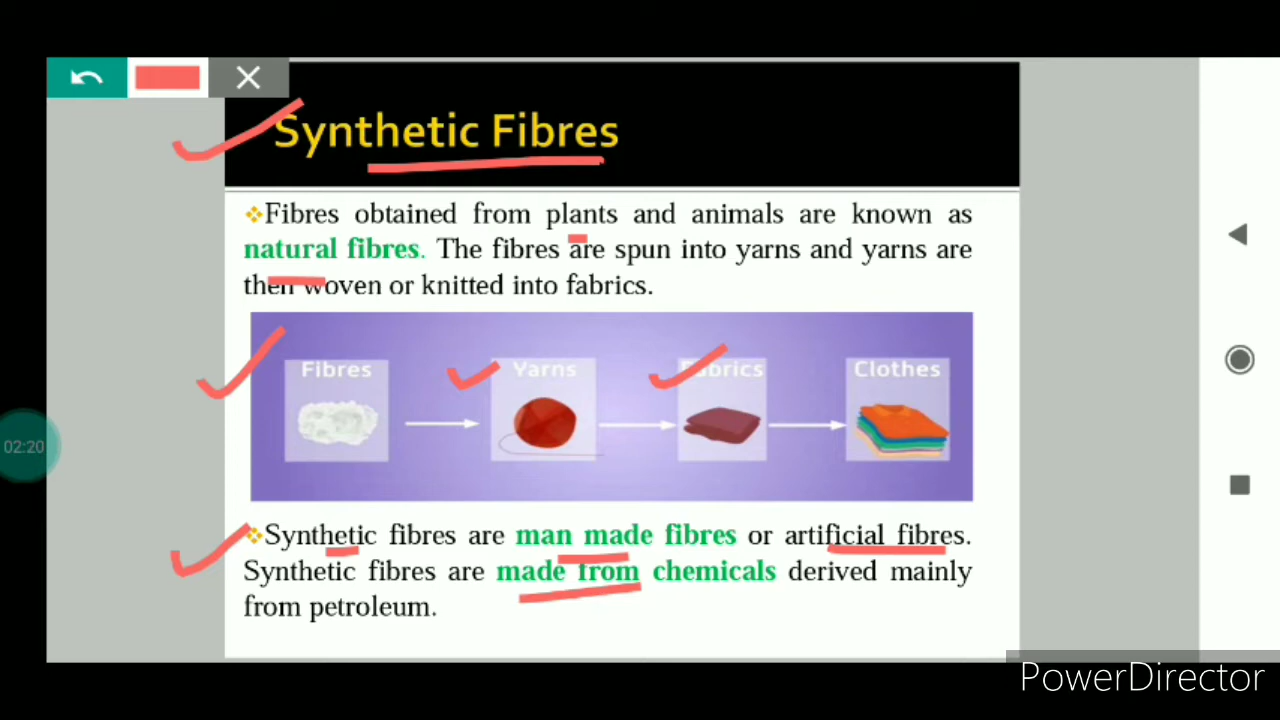 Synthetic Fibres
❖Fibres obtained from plants and animals are known as
natural fibres. The fibres are spun into yarns and yarns are
then woven or knitted into fabrics.
Fibres Yarns Fabrics Clothes
02:20
❖Synthetic fibres are man made fibres or artificial fibres.
Synthetic fibres are made from chemicals derived mainly
from petroleum.
PowerDirector